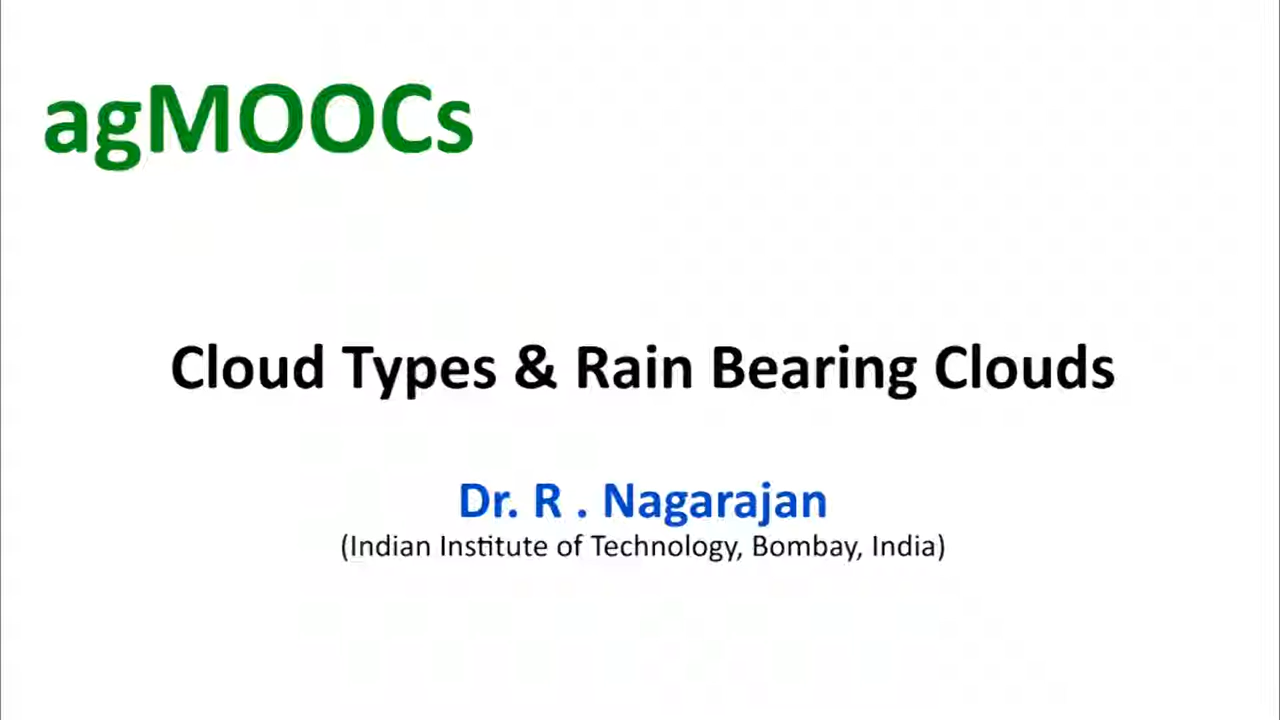 agMOOCs
Cloud Types & Rain Bearing Clouds
Dr. R . Nagarajan
(Indian Institute of Technology, Bombay, India)